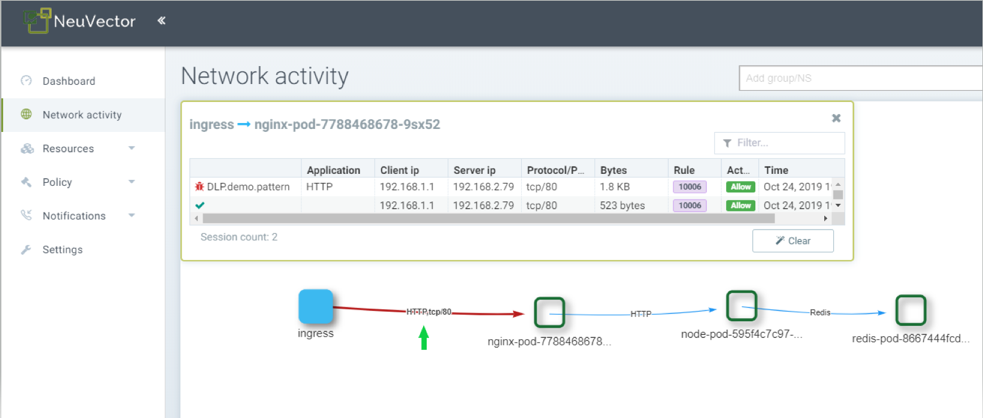 NeuVector «
Dashboard
Network activity
Resources
Policy
Notifications
Settings
Network activity
Add group/NS
ingress → nginx-pod-7788468678-9sx52
Filter...
Application Client ip Server ip Protocol/P... Bytes Rule Act... Time
DLP.demo.pattern HTTP 192.168.1.1 192.168.2.79 tcp/80 1.8 KB 10006 Allow Oct 24, 2019
192.168.1.1 192.168.2.79 tcp/80 523 bytes 10006 Allow Oct 24, 2019
Session count: 2
Clear
HTTP,tcp/80
HTTP
Redis
ingress
nginx-pod-7788468678...
node-pod-595f4c7c97-...
redis-pod-8667444fcd...